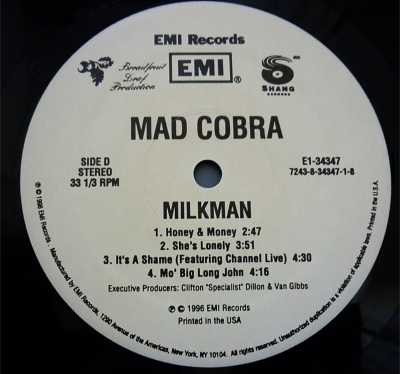 EMI Records
Breadfruit
Leaf
Production
EMI®
SHANG
RECORDS
MAD COBRA
SIDE D
STEREO
33 1/3 RPM
E1-34347
7243-8-34347-1-8
MILKMAN
1. Honey & Money 2:47
2. She's Lonely 3:51
3. It's A Shame (Featuring Channel Live) 4:30
4. Mo' Big Long John 4:16
Executive Producers: Clifton "Specialist" Dillon & Van Gibbs
℗ © 1996 EMI Records
Printed in the USA
℗ © 1996 EMI Records. Manufactured by EMI Records, 1290 Avenue of the Americas, New York, NY 10104. All Rights Reserved. Unauthorized duplication is a violation of applicable laws. Printed in U.S.A.